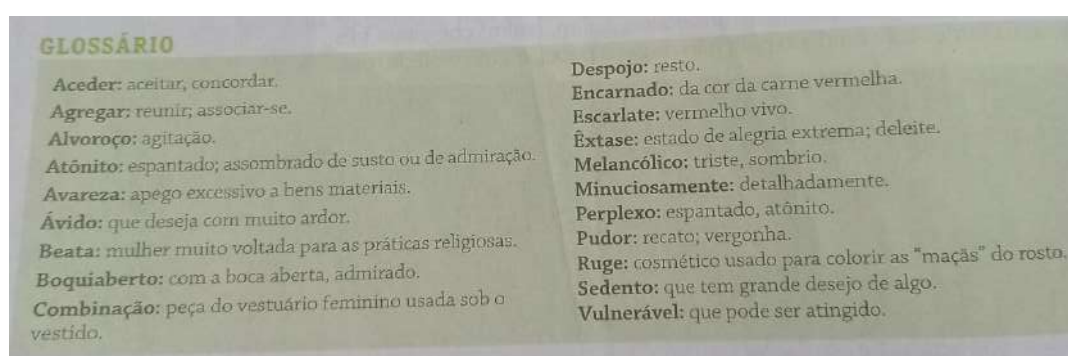 GLOSSÁRIO
Aceder: aceitar, concordar.
Agregar: reunir; associar-se.
Alvoroço: agitação.
Atônito: espantado; assombrado de susto ou de admiração.
Avareza: apego excessivo a bens materiais.
Ávido: que deseja com muito ardor.
Beata: mulher muito voltada para as práticas religiosas.
Boquiaberto: com a boca aberta, admirado.
Combinação: peça do vestuário feminino usada sob o
vestido.
Despojo: resto.
Encarnado: da cor da carne vermelha.
Escarlate: vermelho vivo.
Êxtase: estado de alegria extrema; deleite.
Melancólico: triste, sombrio.
Minuciosamente: detalhadamente.
Perplexo: espantado, atônito.
Pudor: recato; vergonha.
Ruge: cosmético usado para colorir as “maçãs” do rosto.
Sedento: que tem grande desejo de algo.
Vulnerável: que pode ser atingido.